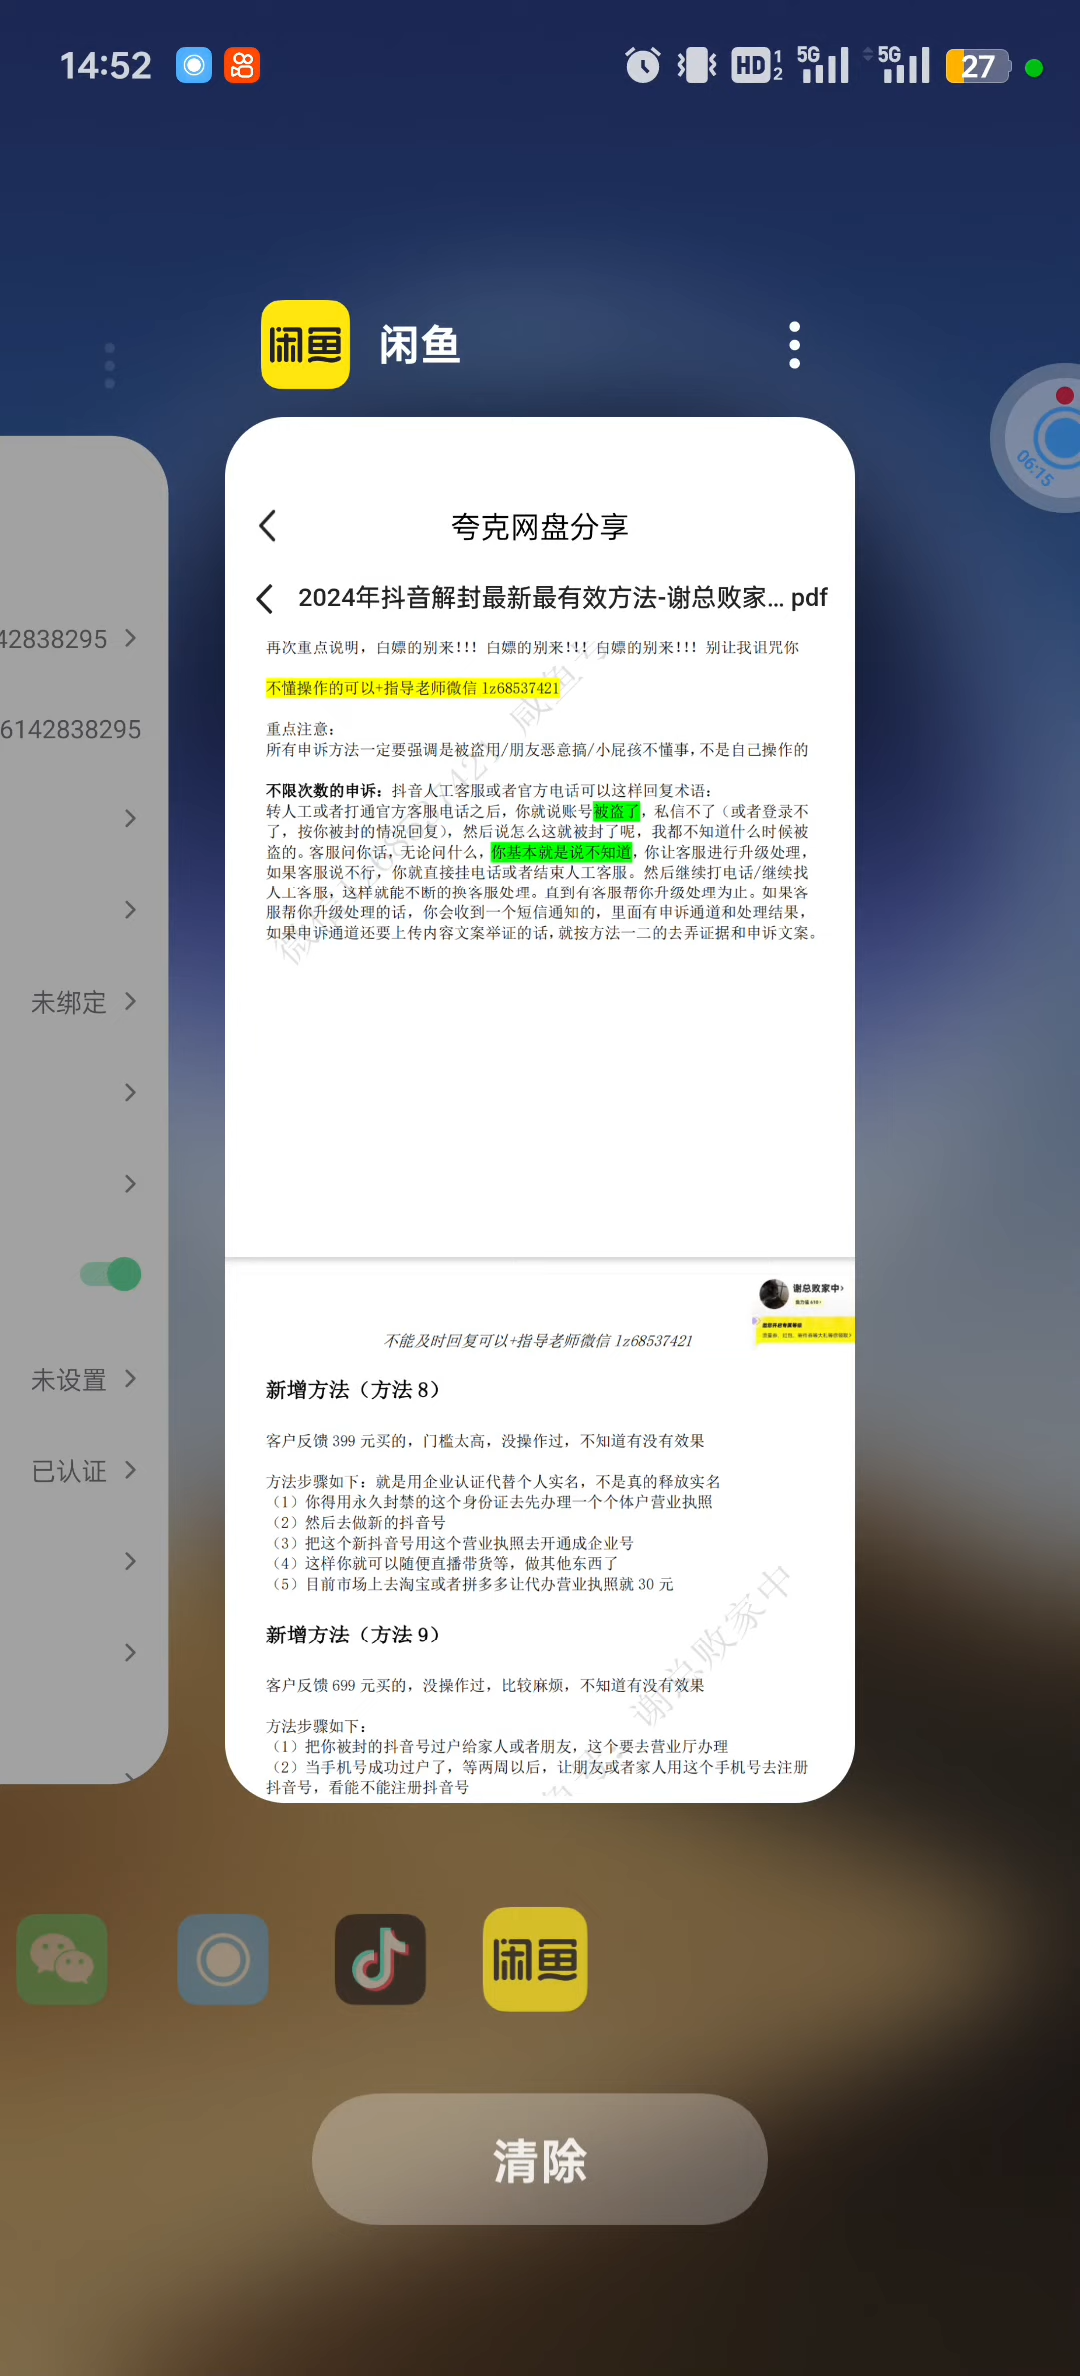 14:52
HD 1 2 5G 5G 27
闲鱼 闲鱼
06:15
夸克网盘分享
2024年抖音解封最新最有效方法-谢总败家... pdf
再次重点说明，白嫖的别来!!! 白嫖的别来!!! 白嫖的别来!!! 别让我诅咒你
不懂操作的可以+指导老师微信 1z68537421
重点注意：
所有申诉方法一定要强调是被盗用/朋友恶意搞/小屁孩不懂事，不是自己操作的
不限次数的申诉：抖音人工客服或者官方电话可以这样回复术语：
转人工或者打通官方客服电话之后，你就说账号被盗了，私信不了（或者登录不
了，按你被封的情况回复），然后说怎么这就被封了呢，我都不知道什么时候被
盗的。客服问你话，无论问什么，你基本就是说不知道，你让客服进行升级处理，
如果客服说不行，你就直接挂电话或者结束人工客服。然后继续打电话/继续找
人工客服，这样就能不断的换客服处理。直到有客服帮你升级处理为止。如果客
服帮你升级处理的话，你会收到一个短信通知的，里面有申诉通道和处理结果，
如果申诉通道还要上传内容文案举证的话，就按方法一二的去弄证据和申诉文案。
谢总败家中
不能及时回复可以+指导老师微信 1z68537421
新增方法（方法 8）
客户反馈 399 元买的，门槛太高，没操作过，不知道有没有效果
方法步骤如下：就是用企业认证代替个人实名，不是真的释放实名
（1）你得用永久封禁的这个身份证去先办理一个个体户营业执照
（2）然后去做新的抖音号
（3）把这个新抖音号用这个营业执照去开通成企业号
（4）这样你就可以随便直播带货等，做其他东西了
（5）目前市场上去淘宝或者拼多多让代办营业执照就 30 元
新增方法（方法 9）
客户反馈 699 元买的，没操作过，比较麻烦，不知道有没有效果
方法步骤如下：
（1）把你被封的抖音号过户给家人或者朋友，这个要去营业厅办理
（2）当手机号成功过户了，等两周以后，让朋友或者家人用这个手机号去注册
抖音号，看能不能注册抖音号
谢总败家中
42838295
6142838295
未绑定
未设置
已认证
闲鱼
清除